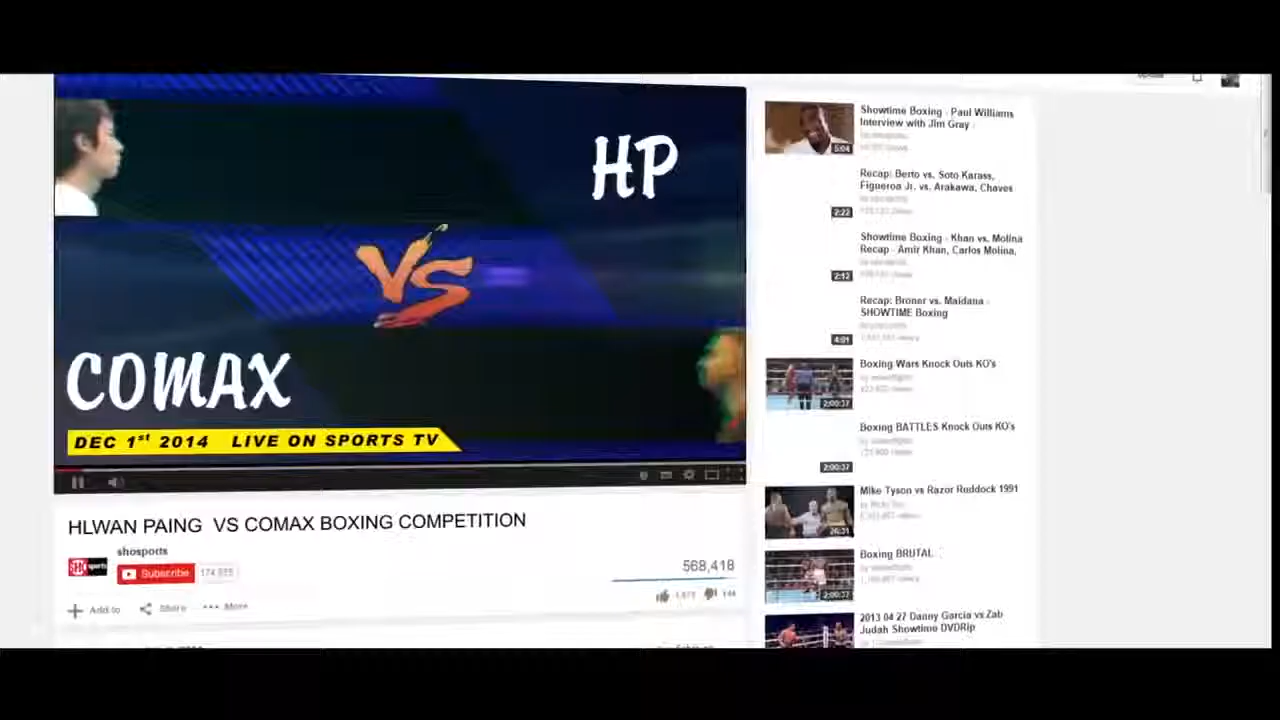 HP
VS
COMAX
DEC 1st 2014 LIVE ON SPORTS TV
HLWAN PAING VS COMAX BOXING COMPETITION
shosports
Subscribe
568,418
Add to
Share
More
Showtime Boxing - Paul Williams
Interview with Jim Gray
5:04
Recap: Berto vs. Soto Karass,
Figueroa Jr. vs. Arakawa, Chaves
2:22
Showtime Boxing - Khan vs. Molina
Recap - Amir Khan, Carlos Molina,
2:12
Recap: Broner vs. Maidana -
SHOWTIME Boxing
4:01
Boxing Wars Knock Outs KO's
2:00:37
Boxing BATTLES Knock Outs KO's
2:00:37
Mike Tyson vs Razor Ruddock 1991
26:31
Boxing BRUTAL
2:00:37
2013 04 27 Danny Garcia vs Zab
Judah Showtime DVDRip